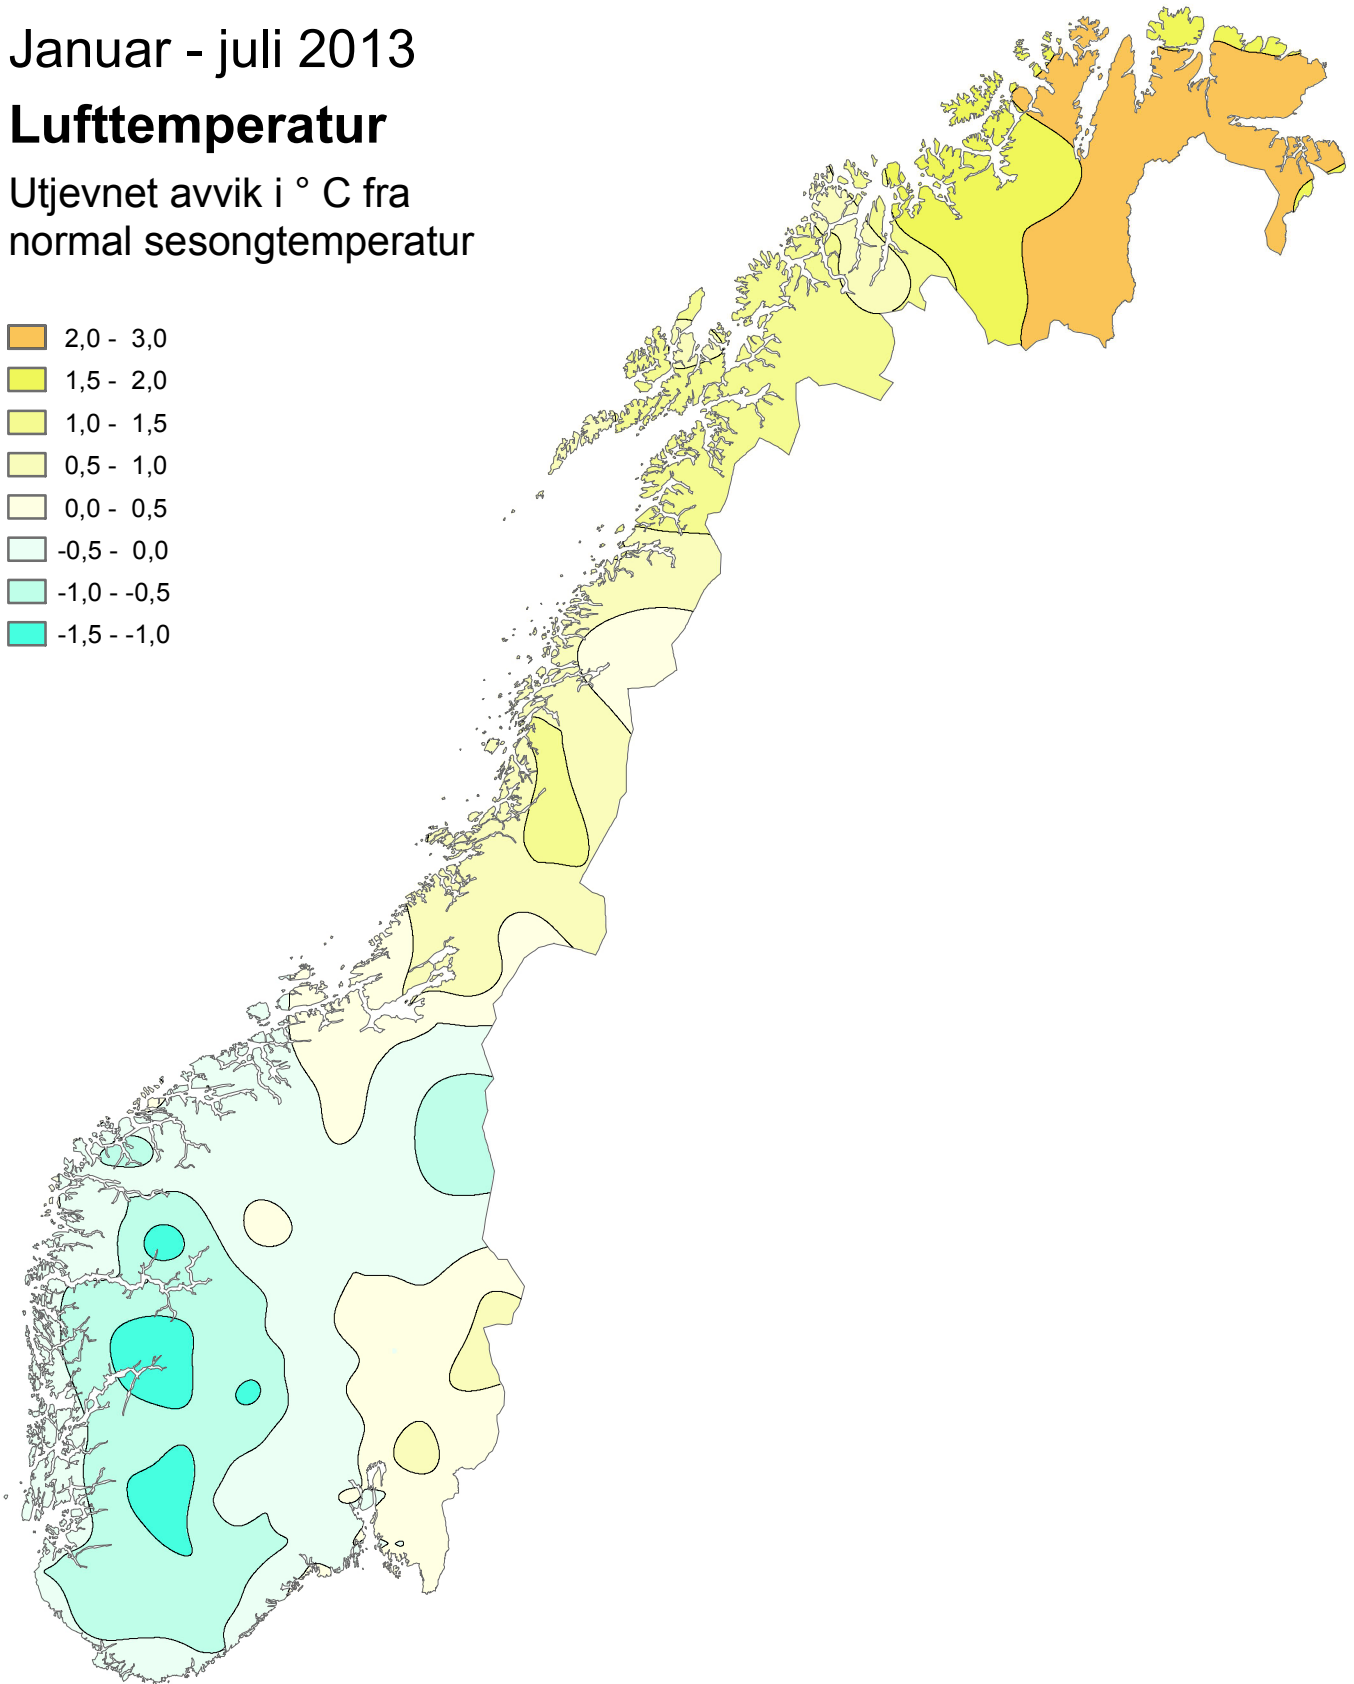 Januar - juli 2013
Lufttemperatur
Utjevnet avvik i ° C fra
normal sesongtemperatur
2,0 - 3,0
1,5 - 2,0
1,0 - 1,5
0,5 - 1,0
0,0 - 0,5
-0,5 - 0,0
-1,0 - -0,5
-1,5 - -1,0